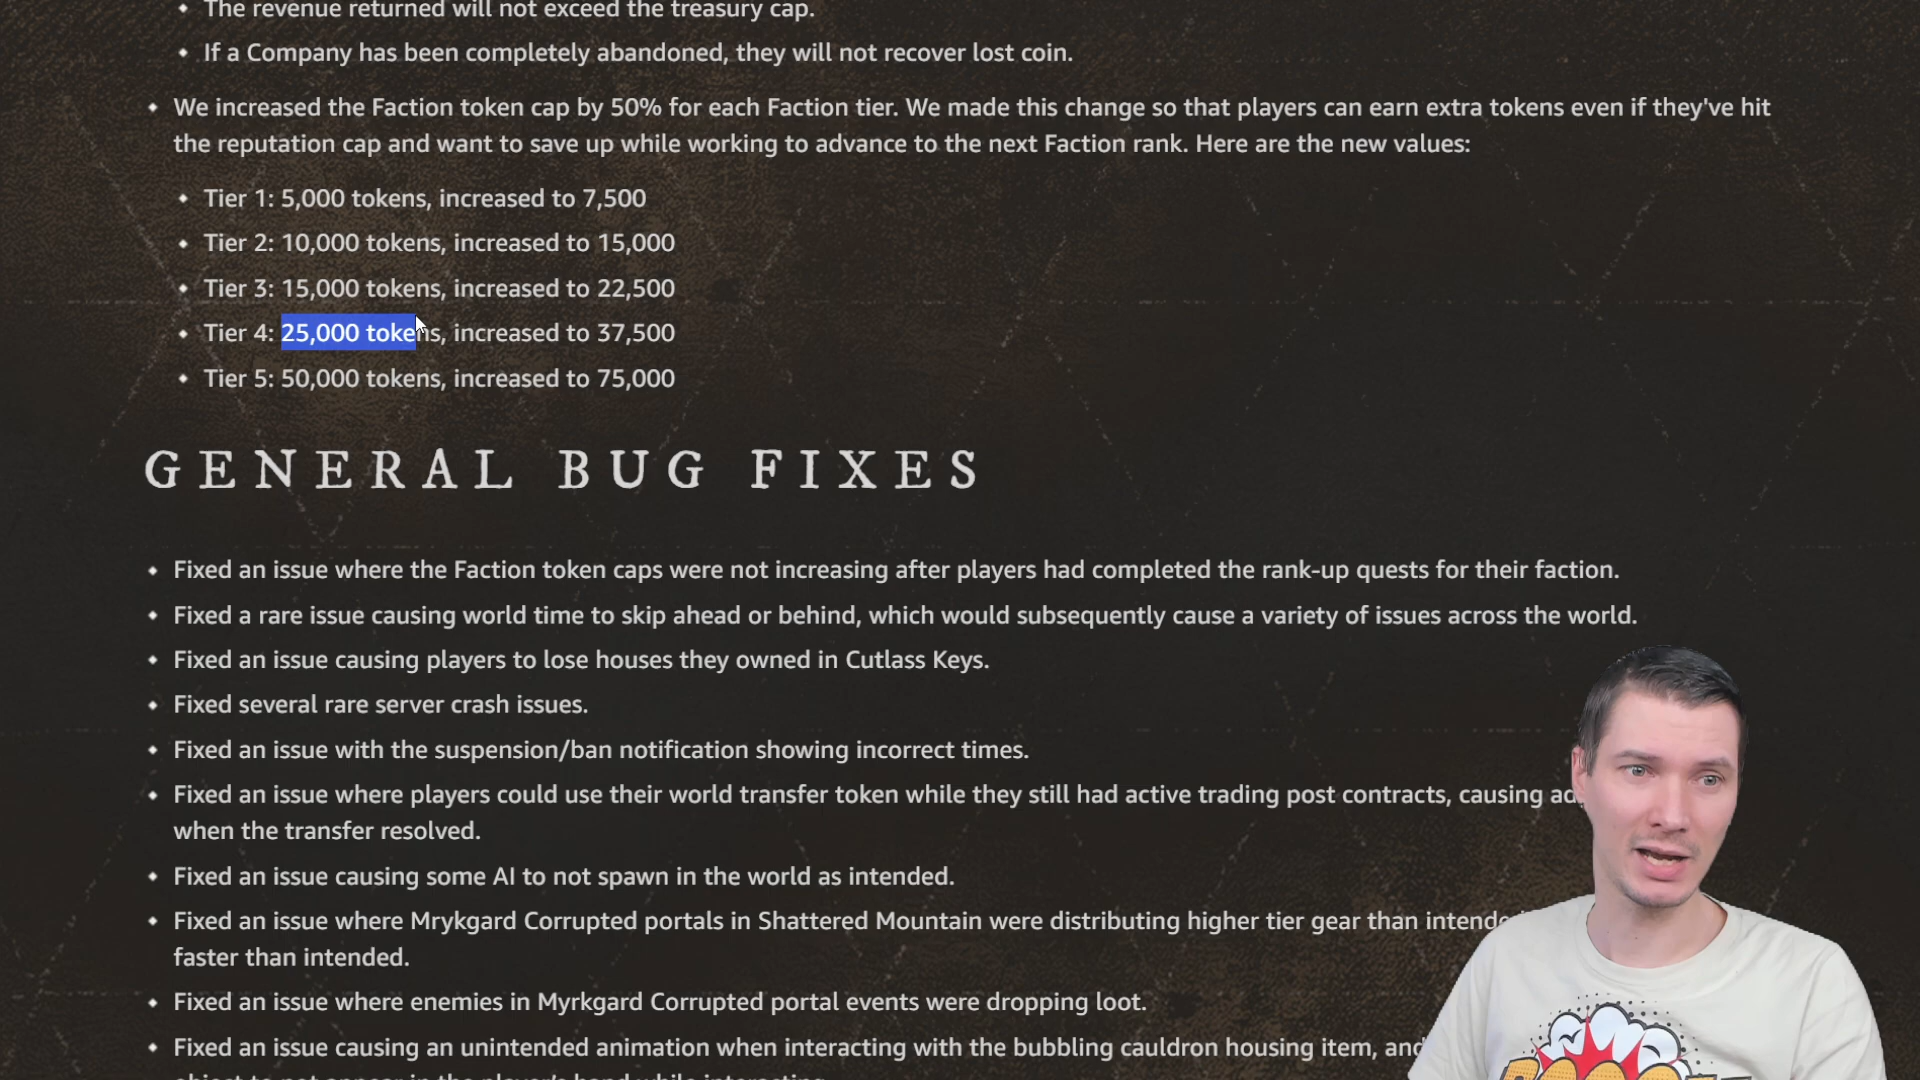 The revenue returned will not exceed the treasury cap.
If a Company has been completely abandoned, they will not recover lost coin.
We increased the Faction token cap by 50% for each Faction tier. We made this change so that players can earn extra tokens even if they've hit
the reputation cap and want to save up while working to advance to the next Faction rank. Here are the new values:
Tier 1: 5,000 tokens, increased to 7,500
Tier 2: 10,000 tokens, increased to 15,000
Tier 3: 15,000 tokens, increased to 22,500
Tier 4: 25,000 tokens, increased to 37,500
Tier 5: 50,000 tokens, increased to 75,000
GENERAL BUG FIXES
Fixed an issue where the Faction token caps were not increasing after players had completed the rank-up quests for their faction.
Fixed a rare issue causing world time to skip ahead or behind, which would subsequently cause a variety of issues across the world.
Fixed an issue causing players to lose houses they owned in Cutlass Keys.
Fixed several rare server crash issues.
Fixed an issue with the suspension/ban notification showing incorrect times.
Fixed an issue where players could use their world transfer token while they still had active trading post contracts, causing
when the transfer resolved.
Fixed an issue causing some AI to not spawn in the world as intended.
Fixed an issue where Mrykgard Corrupted portals in Shattered Mountain were distributing higher tier gear than
faster than intended.
Fixed an issue where enemies in Myrkgard Corrupted portal events were dropping loot.
Fixed an issue causing an unintended animation when interacting with the bubbling cauldron housing item, and
object to not appear in the player's hand while interacting.